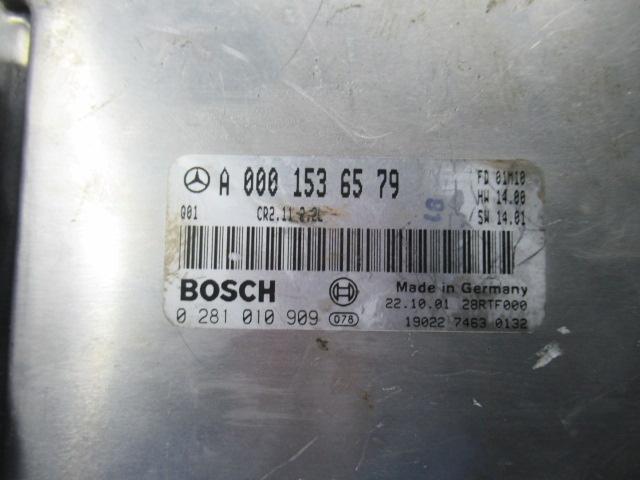 A 000 153 65 79
FD 01M10
HW 14.00
SW 14.01
Q01 CR2.11 2.2L
BOSCH
Made in Germany
22.10.01 28RTF000
0 281 010 909 078
19022 7463 0132